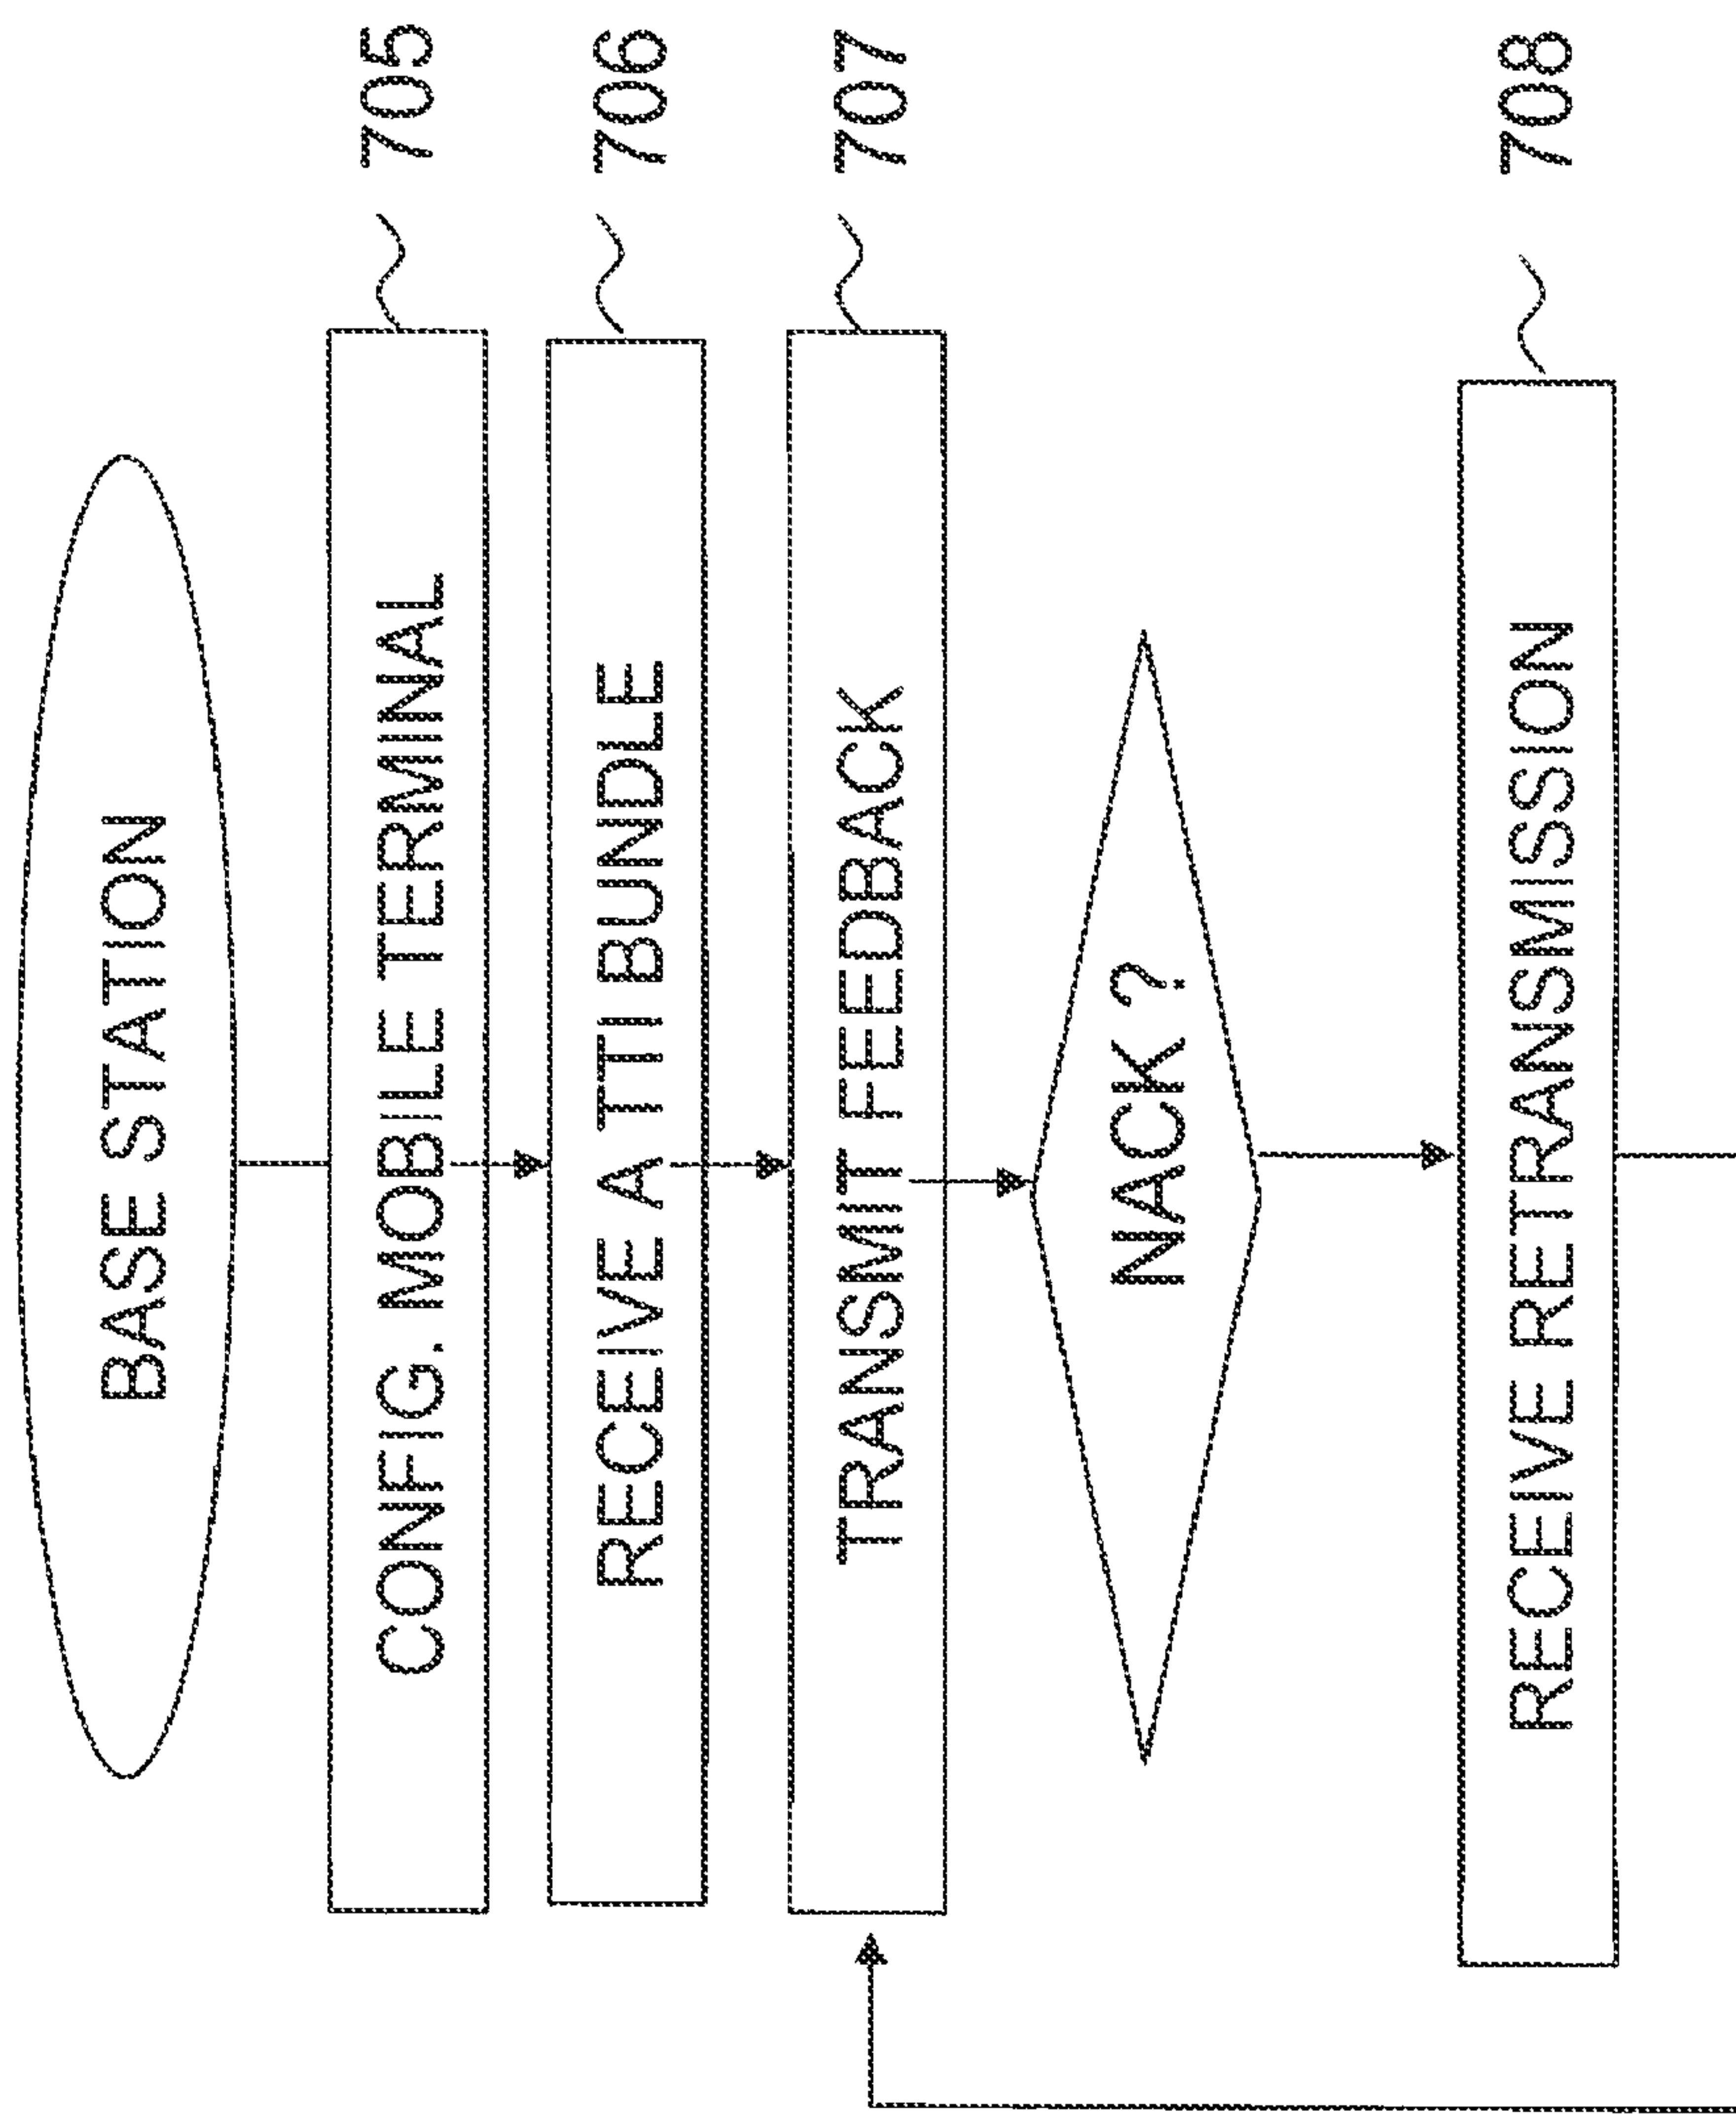 BASE STATION
CONFIG. MOBILE TERMINAL
705
RECEIVE A TTI BUNDLE
706
TRANSMIT FEEDBACK
707
NACK ?
RECEIVE RETRANSMISSION
708